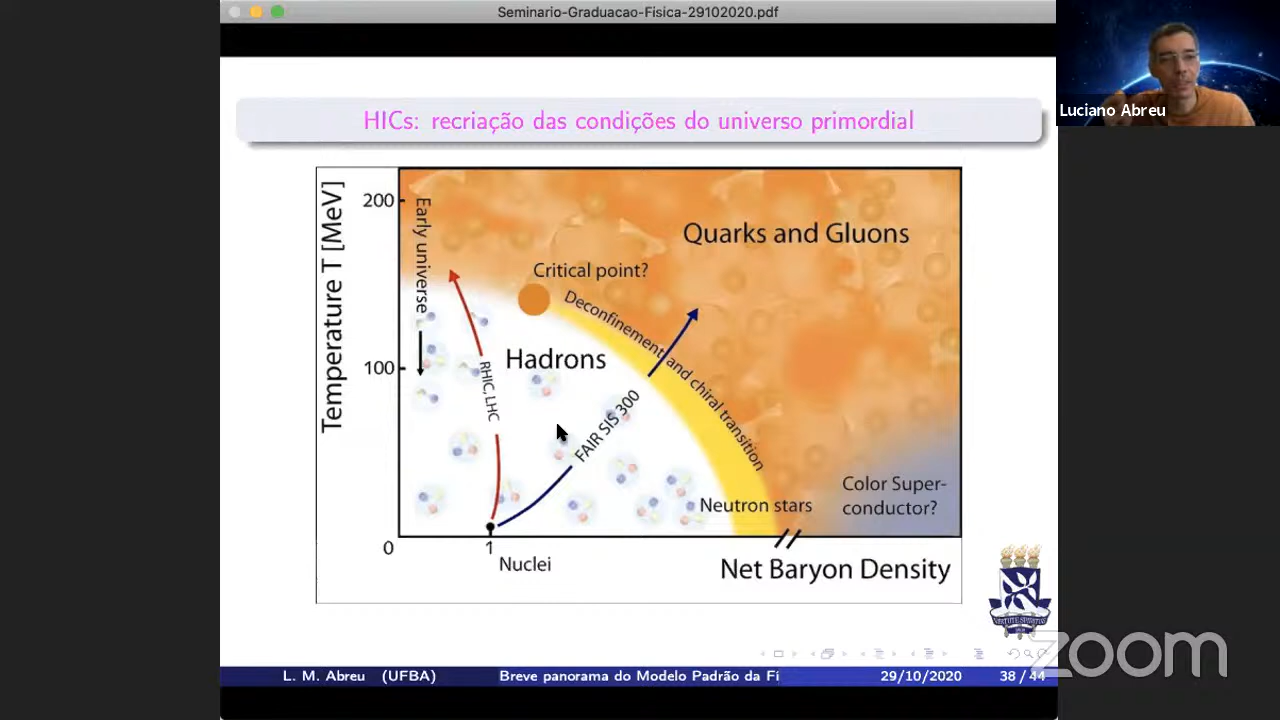 Seminario-Graduacao-Fisica-29102020.pdf
Luciano Abreu
HICs: recriação das condições do universo primordial
Temperature T [MeV]
200
100
0
Early universe
Quarks and Gluons
Critical point?
Deconfinement and chiral transition
Hadrons
RHIC, LHC
FAIR SIS 300
Neutron stars
Color Super-
conductor?
1
Nuclei
Net Baryon Density
zoom
L. M. Abreu (UFBA)
Breve panorama do Modelo Padrão da Fí
29/10/2020
38 / 44